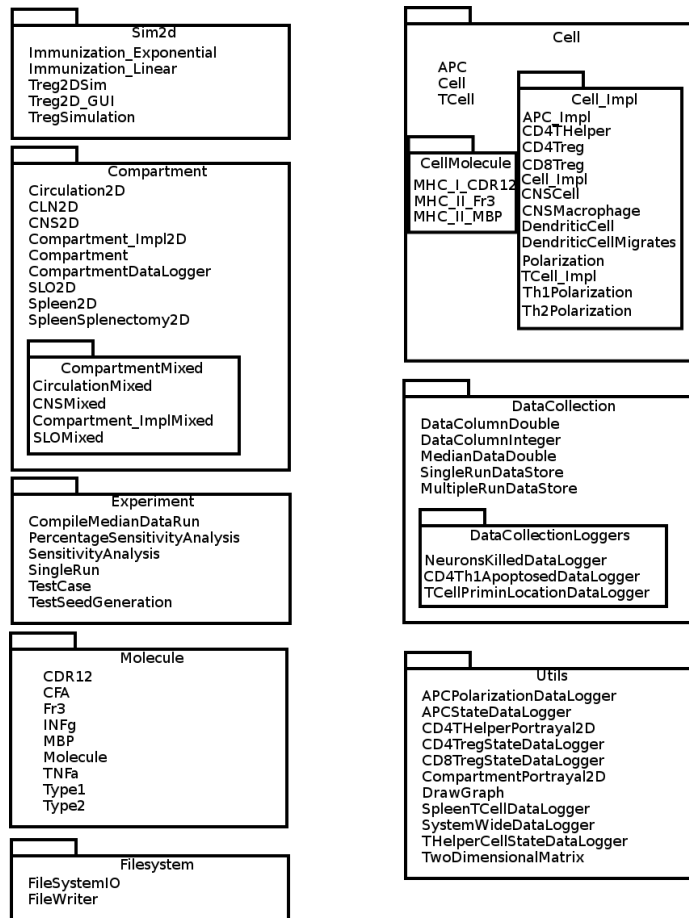 Sim2d
Immunization_Exponential
Immunization_Linear
Treg2DSim
Treg2D_GUI
TregSimulation
Compartment
Circulation2D
CLN2D
CNS2D
Compartment_Impl2D
Compartment
CompartmentDataLogger
SLO2D
Spleen2D
SpleenSplenectomy2D
CompartmentMixed
CirculationMixed
CNSMixed
Compartment_ImplMixed
SLOMixed
Experiment
CompileMedianDataRun
PercentageSensitivityAnalysis
SensitivityAnalysis
SingleRun
TestCase
TestSeedGeneration
Molecule
CDR12
CFA
Fr3
INFg
MBP
Molecule
TNFa
Type1
Type2
Filesystem
FileSystemIO
FileWriter
Cell
APC
Cell
TCell
CellMolecule
MHC_I_CDR12
MHC_II_Fr3
MHC_II_MBP
Cell_Impl
APC_Impl
CD4THelper
CD4Treg
CD8Treg
Cell_Impl
CNSCell
CNSMacrophage
DendriticCell
DendriticCellMigrates
Polarization
TCell_Impl
Th1Polarization
Th2Polarization
DataCollection
DataColumnDouble
DataColumnInteger
MedianDataDouble
SingleRunDataStore
MultipleRunDataStore
DataCollectionLoggers
NeuronsKilledDataLogger
CD4Th1ApoptosedDataLogger
TCellPriminLocationDataLogger
Utils
APCPolarizationDataLogger
APCStateDataLogger
CD4THelperPortrayal2D
CD4TregStateDataLogger
CD8TregStateDataLogger
CompartmentPortrayal2D
DrawGraph
SpleenTCellDataLogger
SystemWideDataLogger
THelperCellStateDataLogger
TwoDimensionalMatrix